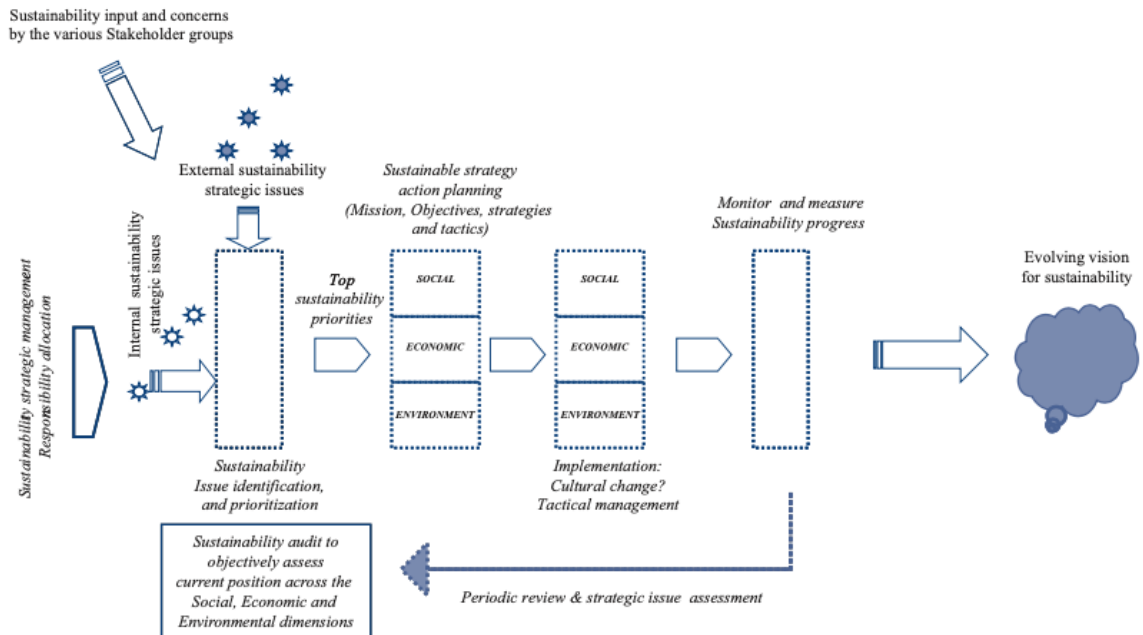 Sustainability input and concerns
by the various Stakeholder groups
External sustainability
strategic issues
Sustainable strategy
action planning
(Mission, Objectives, strategies
and tactics)
Monitor and measure
Sustainability progress
Evolving vision
for sustainability
Sustainability strategic management
Responsibility allocation
Internal sustainability
strategic issues
Top
sustainability
priorities
SOCIAL
ECONOMIC
ENVIRONMENT
SOCIAL
ECONOMIC
ENVIRONMENT
Sustainability
Issue identification,
and prioritization
Implementation:
Cultural change?
Tactical management
Sustainability audit to
objectively assess
current position across the
Social, Economic and
Environmental dimensions
Periodic review & strategic issue assessment